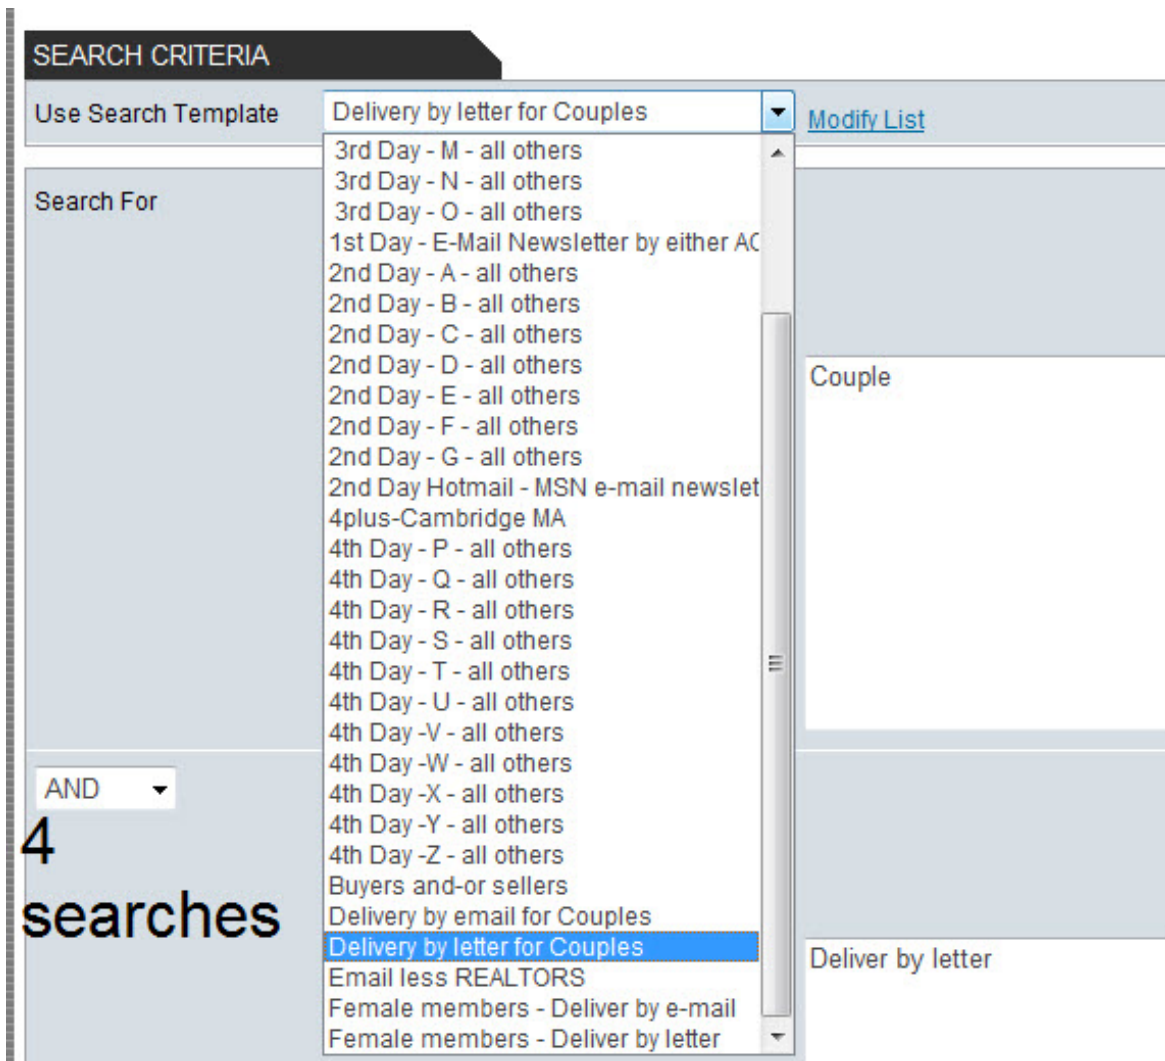 SEARCH CRITERIA
Use Search Template
Delivery by letter for Couples
Modify List
3rd Day - M - all others
3rd Day - N - all others
3rd Day - O - all others
1st Day - E-Mail Newsletter by either AO
2nd Day - A - all others
2nd Day - B - all others
2nd Day - C - all others
2nd Day - D - all others
2nd Day - E - all others
2nd Day - F - all others
2nd Day - G - all others
2nd Day Hotmail - MSN e-mail newslet
4plus-Cambridge MA
4th Day - P - all others
4th Day - Q - all others
4th Day - R - all others
4th Day - S - all others
4th Day - T - all others
4th Day - U - all others
4th Day -V - all others
4th Day -W - all others
4th Day -X - all others
4th Day -Y - all others
4th Day -Z - all others
Buyers and-or sellers
Delivery by email for Couples
Delivery by letter for Couples
Email less REALTORS
Female members - Deliver by e-mail
Female members - Deliver by letter
Search For
Couple
AND
4
searches
Deliver by letter